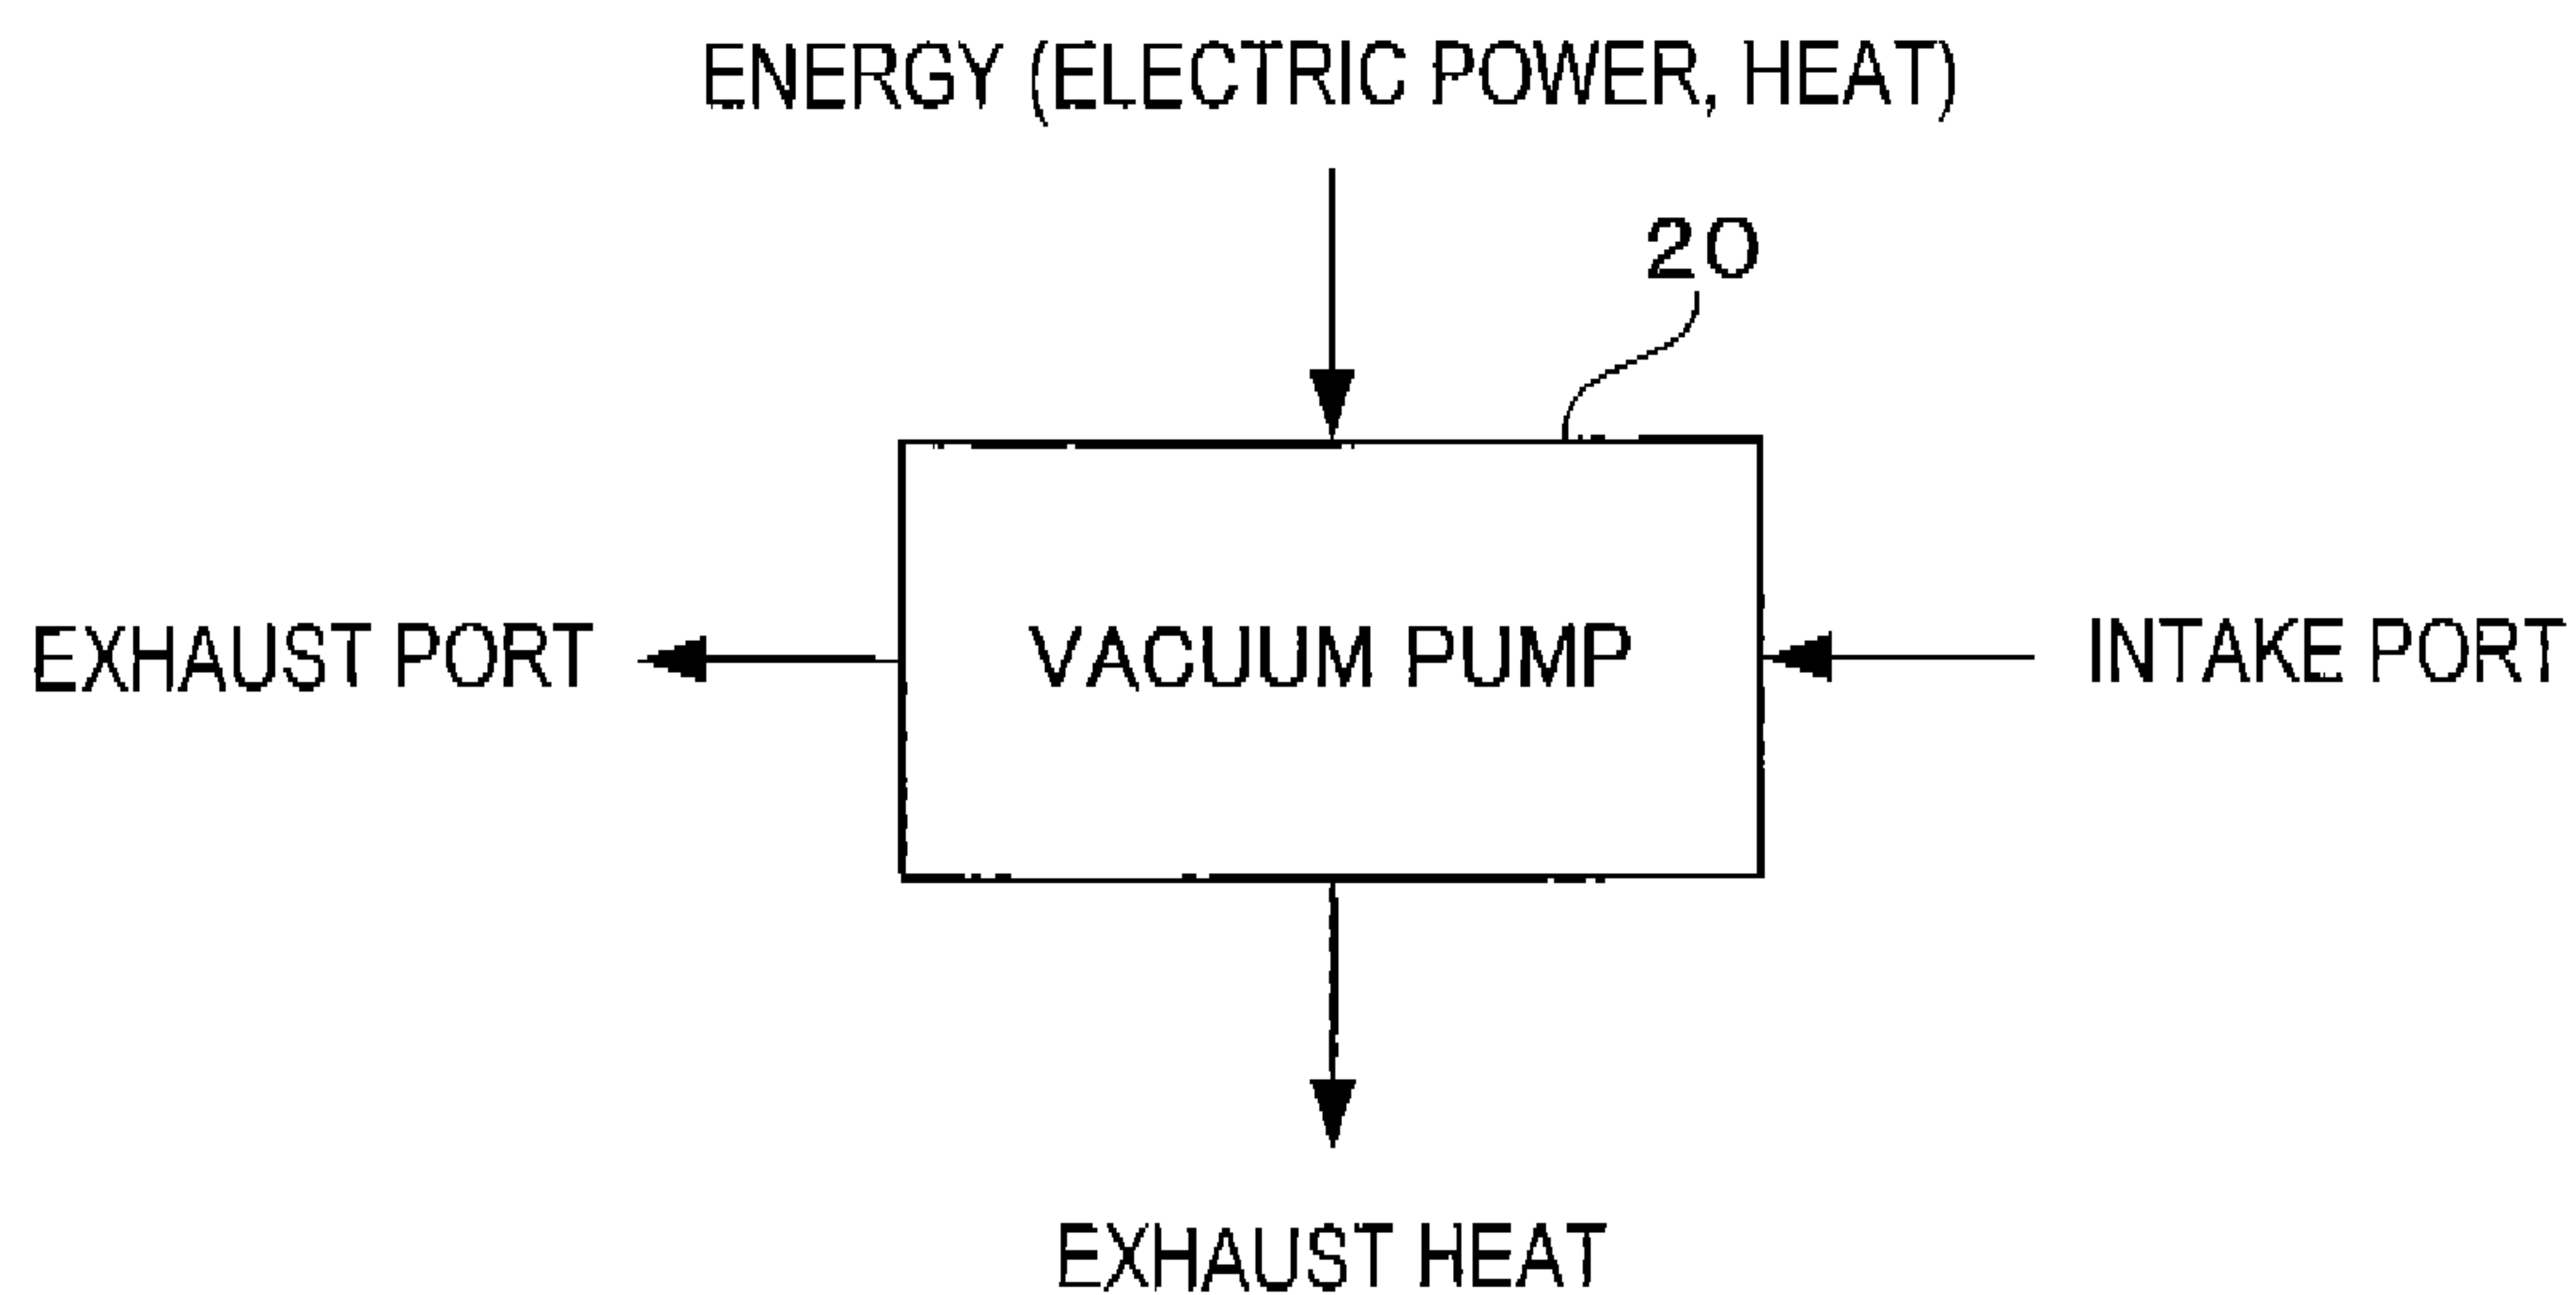 ENERGY (ELECTRIC POWER, HEAT)
20
EXHAUST PORT
VACUUM PUMP
INTAKE PORT
EXHAUST HEAT